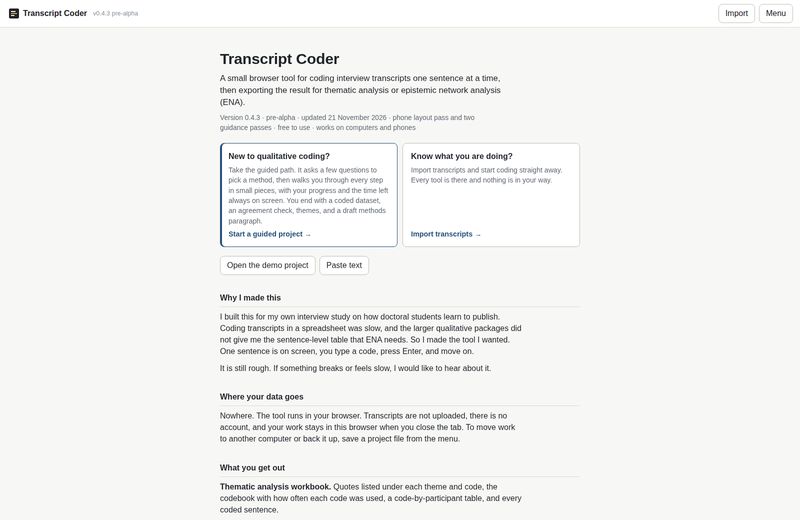 Transcript Coder v0.4.3 pre-alpha Import Menu
Transcript Coder
A small browser tool for coding interview transcripts one sentence at a time,
then exporting the result for thematic analysis or epistemic network analysis
(ENA).
Version 0.4.3 · pre-alpha · updated 21 November 2026 · phone layout pass and two
guidance passes · free to use · works on computers and phones
New to qualitative coding?
Take the guided path. It asks a few questions to
pick a method, then walks you through every step
in small pieces, with your progress and the time left
always on screen. You end with a coded dataset,
an agreement check, themes, and a draft methods
paragraph.
Start a guided project →
Know what you are doing?
Import transcripts and start coding straight away.
Every tool is there and nothing is in your way.
Import transcripts →
Open the demo project Paste text
Why I made this
I built this for my own interview study on how doctoral students learn to publish.
Coding transcripts in a spreadsheet was slow, and the larger qualitative packages did
not give me the sentence-level table that ENA needs. So I made the tool I wanted.
One sentence is on screen, you type a code, press Enter, and move on.
It is still rough. If something breaks or feels slow, I would like to hear about it.
Where your data goes
Nowhere. The tool runs in your browser. Transcripts are not uploaded, there is no
account, and your work stays in this browser when you close the tab. To move work
to another computer or back it up, save a project file from the menu.
What you get out
Thematic analysis workbook. Quotes listed under each theme and code, the
codebook with how often each code was used, a code-by-participant table, and every
coded sentence.